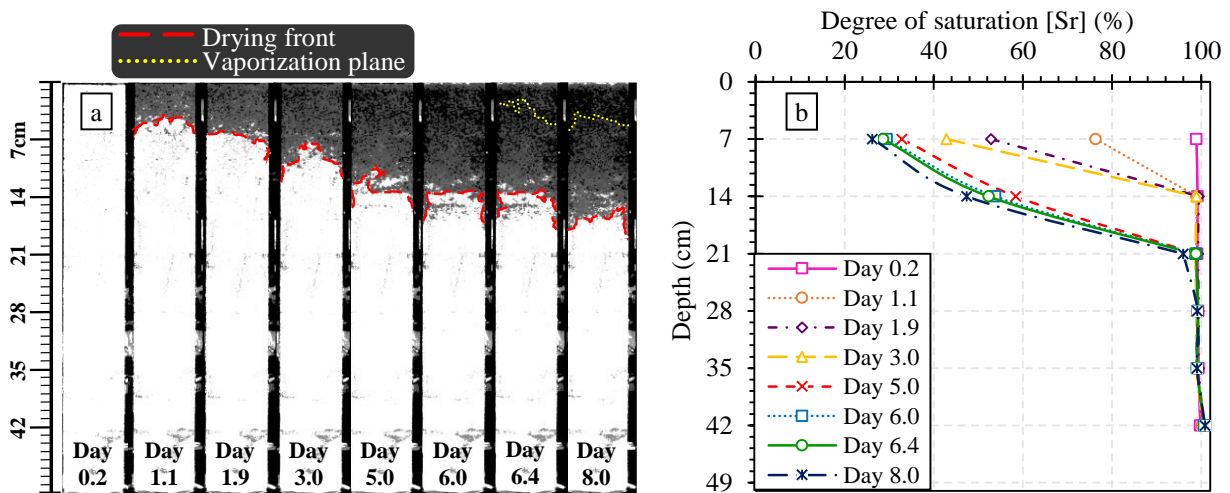 Drying front
Vaporization plane
a
7cm
14
21
28
35
42
Day 0.2
Day 1.1
Day 1.9
Day 3.0
Day 5.0
Day 6.0
Day 6.4
Day 8.0
Degree of saturation [Sr] (%)
0 20 40 60 80 100
b
Depth (cm)
0
7
14
21
28
35
42
49
Day 0.2
Day 1.1
Day 1.9
Day 3.0
Day 5.0
Day 6.0
Day 6.4
Day 8.0